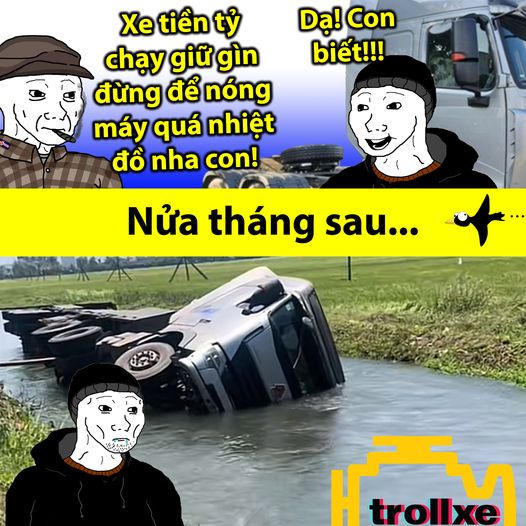 Xe tiền tỷ
chạy giữ gìn
đừng để nóng
máy quá nhiệt
đồ nha con!
Dạ! Con
biết!!!
Nửa tháng sau...
trollxe